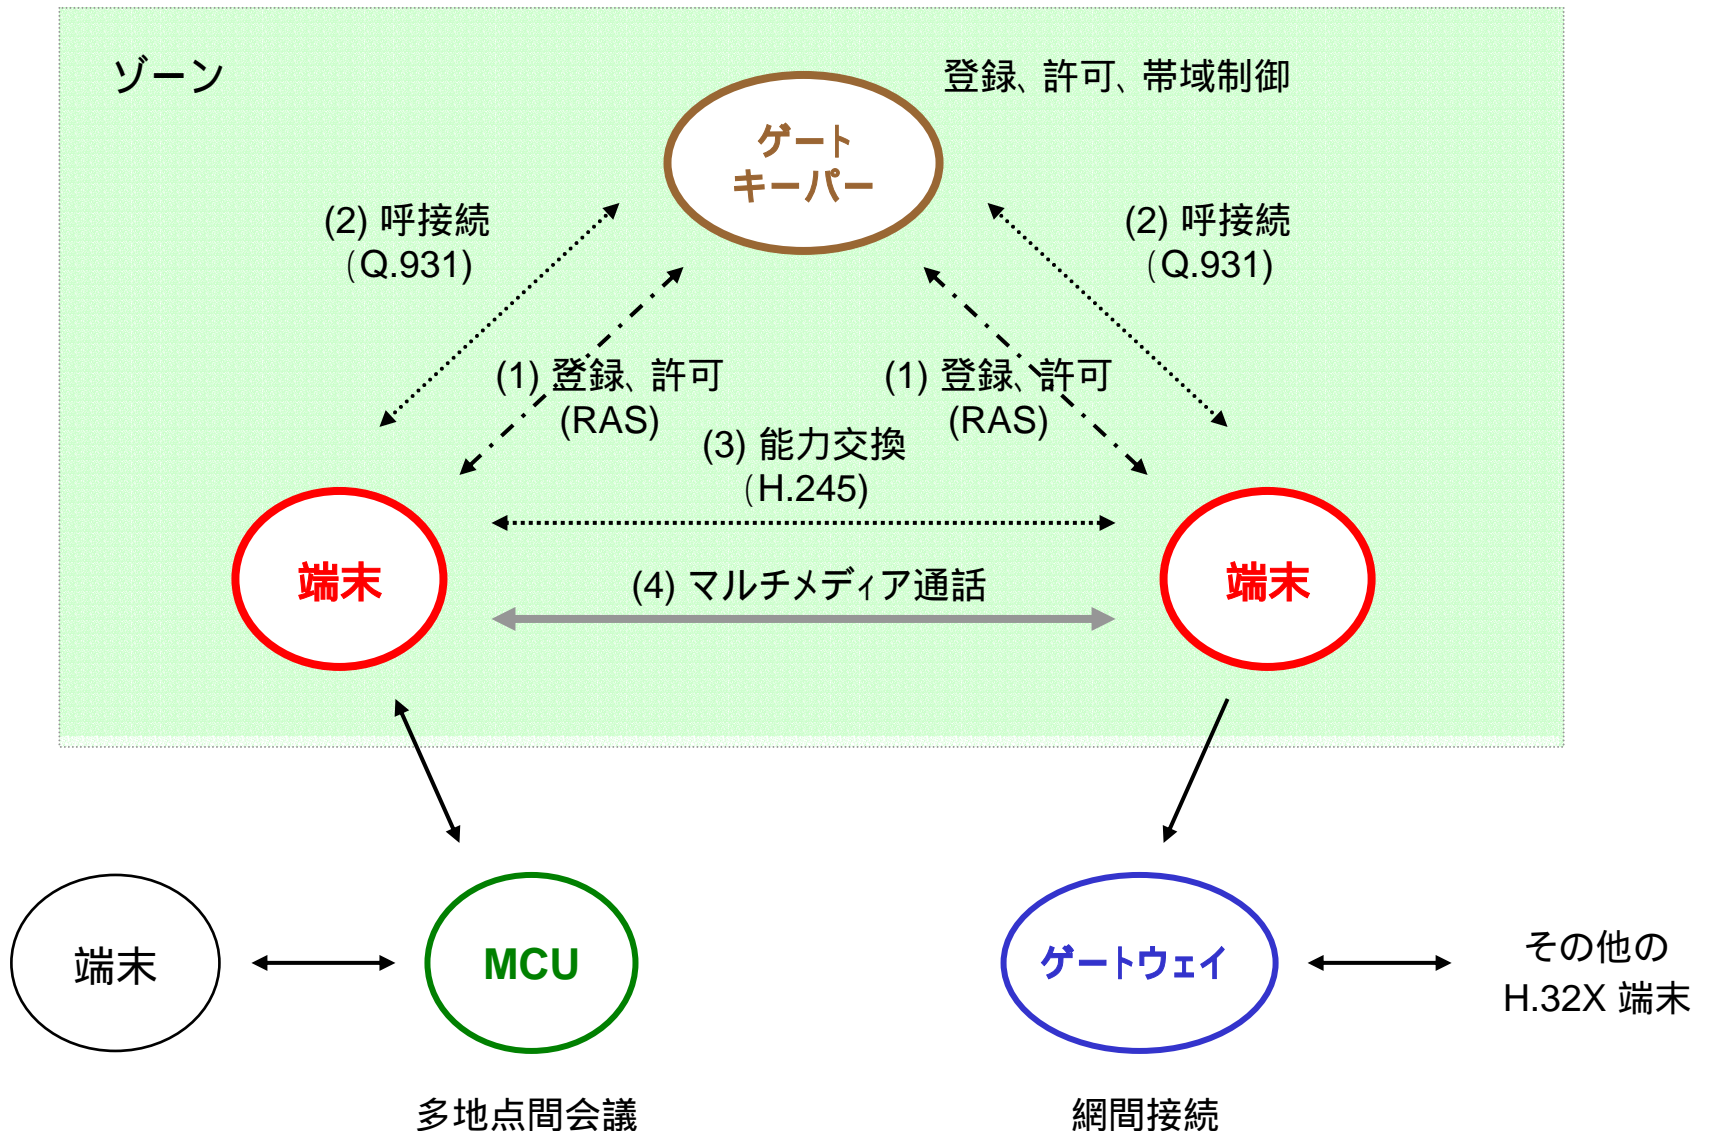 ゾーン
登録、許可、帯域制御
ゲート
キーパー
(2) 呼接続
（Q.931)
(2) 呼接続
（Q.931)
(1) 登録、許可
(RAS)
(1) 登録、許可
(RAS)
(3) 能力交換
（H.245)
端末
端末
(4) マルチメディア通話
端末
MCU
ゲートウェイ
その他の
H.32X 端末
多地点間会議
網間接続